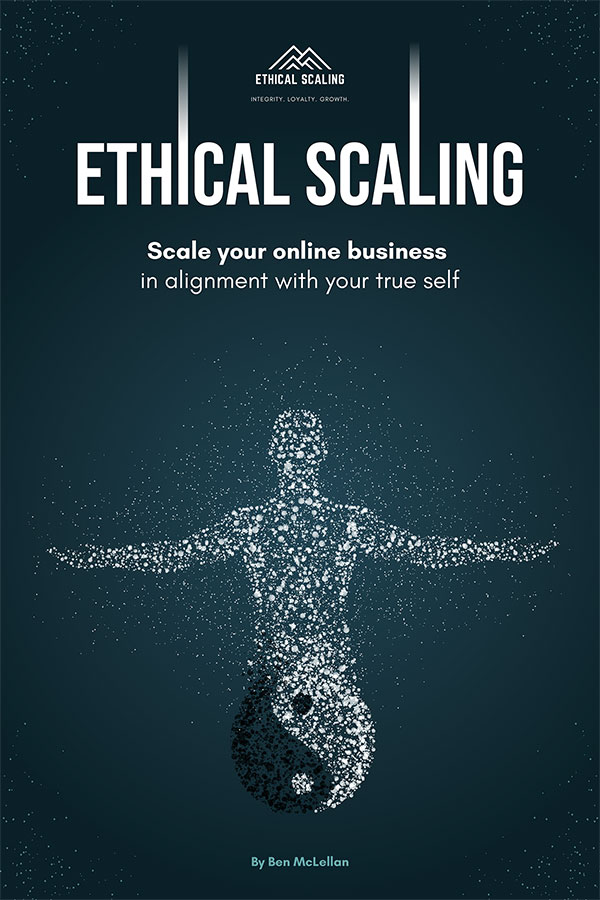 ETHICAL SCALING
INTEGRITY. LOYALTY. GROWTH.
ETHICAL SCALING
Scale your online business
in alignment with your true self
By Ben McLellan